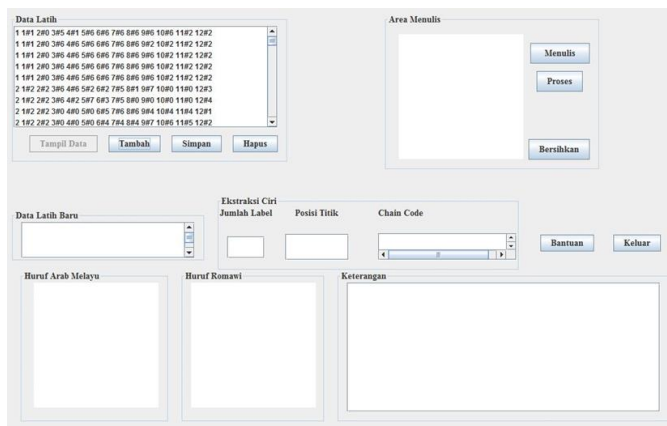 Data Latih
1 1#1 2#0 3#5 4#1 5#6 6#6 7#6 8#6 9#6 10#6 11#2 12#2
1 1#1 2#0 3#6 4#6 5#6 6#6 7#6 8#6 9#2 10#2 11#2 12#2
1 1#1 2#0 3#6 4#6 5#6 6#6 7#6 8#6 9#6 10#2 11#2 12#2
1 1#1 2#0 3#6 4#6 5#6 6#6 7#6 8#6 9#6 10#2 11#2 12#2
1 1#1 2#0 3#6 4#6 5#6 6#6 7#6 8#6 9#2 10#2 11#2 12#2
2 1#2 2#2 3#6 4#6 5#2 6#2 7#5 8#1 9#7 10#0 11#0 12#3
2 1#2 2#2 3#6 4#2 5#7 6#3 7#5 8#0 9#0 10#0 11#0 12#4
2 1#2 2#2 3#0 4#0 5#0 6#5 7#6 8#6 9#4 10#4 11#4 12#1
2 1#2 2#2 3#0 4#0 5#0 6#4 7#4 8#4 9#7 10#6 11#5 12#2
Tampil Data Tambah Simpan Hapus
Area Menulis
Menulis
Proses
Bersihkan
Data Latih Baru
Ekstraksi Ciri
Jumlah Label Posisi Titik Chain Code
Bantuan Keluar
Huruf Arab Melayu
Huruf Romawi
Keterangan